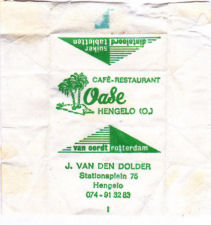 suiker
tabletten
dinteloord
CAFÉ-RESTAURANT
Oase
HENGELO (O.)
van oordt rotterdam
J. VAN DEN DOLDER
Stationsplein 75
Hengelo
074-91 32 83